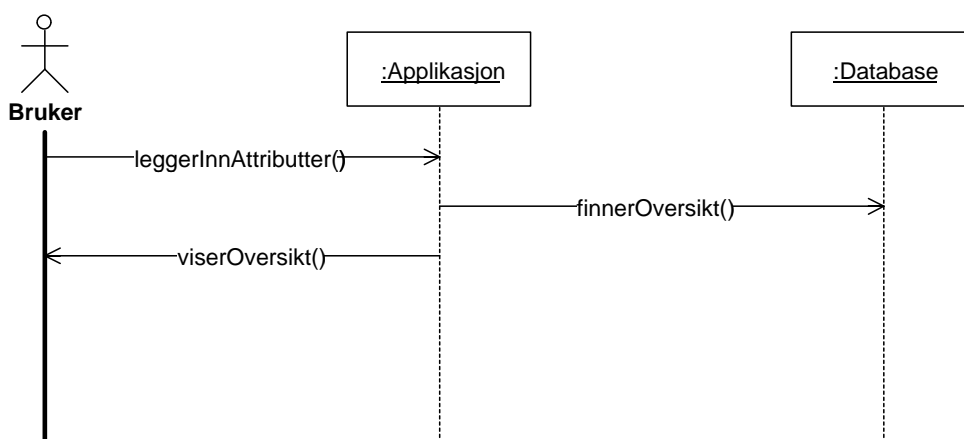 :Applikasjon
:Database
Bruker
leggerInnAttributter()
finnerOversikt()
viserOversikt()